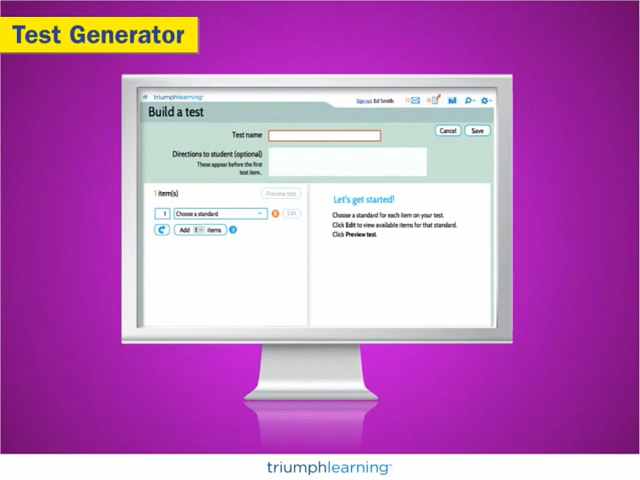 Test Generator
triumphlearning™
Sign out Ed Smith
Build a test
Test name
Cancel
Save
Directions to student (optional)
These appear before the first
test item.
1 item(s)
Preview test
Let's get started!
1
Choose a standard
Edit
Choose a standard for each item on your test.
Click Edit to view available items for that standard.
Click Preview test.
Add 1 items
triumphlearning™